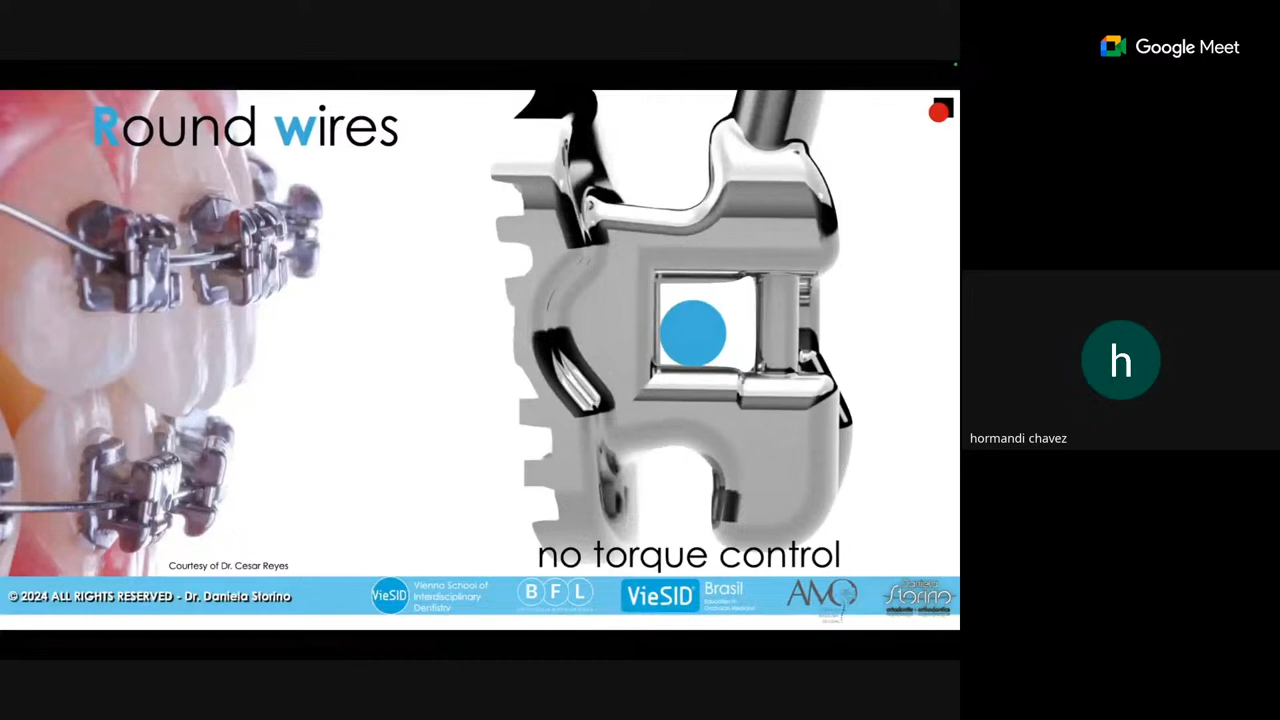 Google Meet
Round wires
no torque control
Courtesy of Dr. Cesar Reyes
© 2024 ALL RIGHTS RESERVED - Dr. Daniela Storino
VieSID
Vienna School of
Interdisciplinary
Dentistry
B F L
VieSID
Brasil
AMO
Storino
h
hormandi chavez